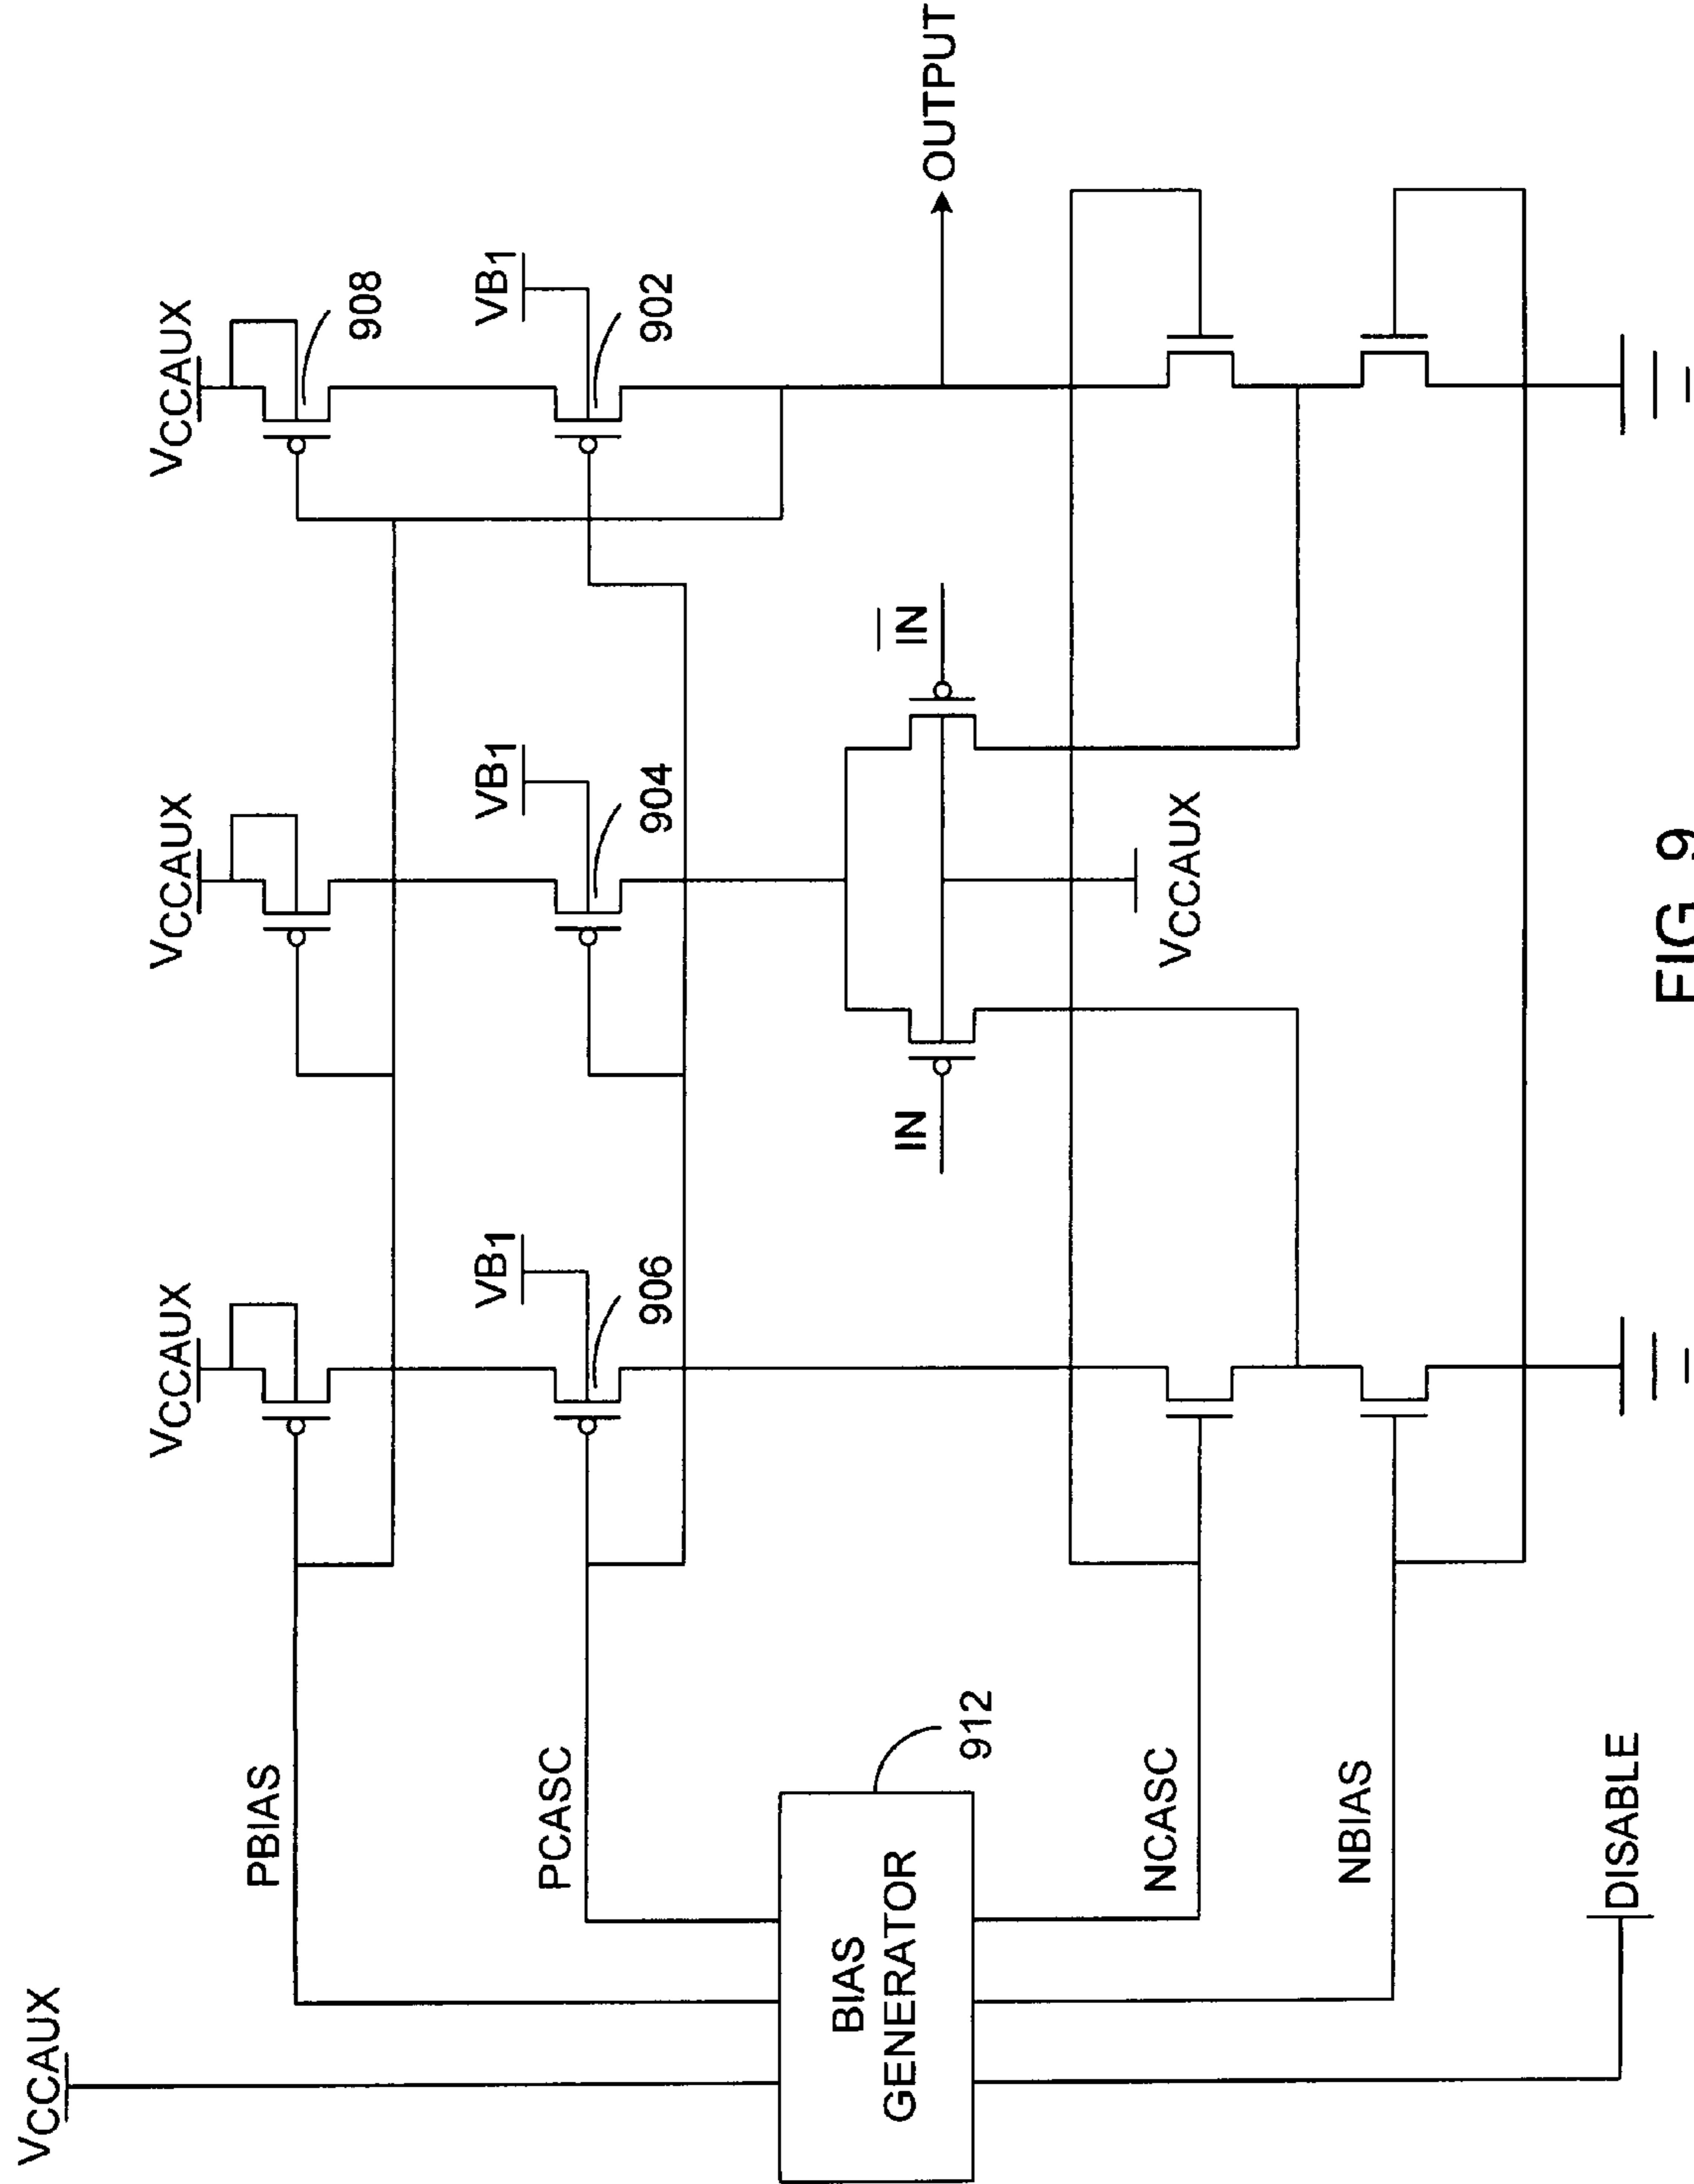 VCCAUX
VCCAUX
VCCAUX
VCCAUX
PBIAS
908
VB1
VB1
VB1
PCASC
906
904
902
BIAS
GENERATOR
912
IN
I̅N̅
OUTPUT
NCASC
VCCAUX
NBIAS
DISABLE
FIG 9